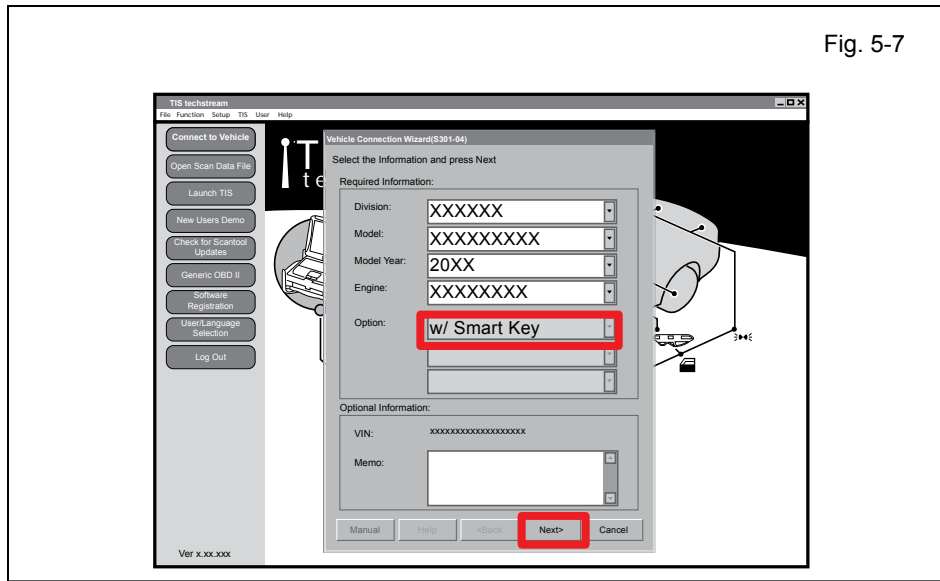 Fig. 5-7
TIS techstream
File Function Setup TIS User Help
Connect to Vehicle
Open Scan Data File
Launch TIS
New Users Demo
Check for Scantool
Updates
Generic OBD II
Software
Registration
User/Language
Selection
Log Out
Ver x.xx.xxx
T
te
Vehicle Connection Wizard(S301-04)
Select the Information and press Next
Required Information:
Division: XXXXXX
Model: XXXXXXXXX
Model Year: 20XX
Engine: XXXXXXXX
Option: w/ Smart Key
Optional Information:
VIN: xxxxxxxxxxxxxxxxxxx
Memo:
Manual Help <Back Next> Cancel